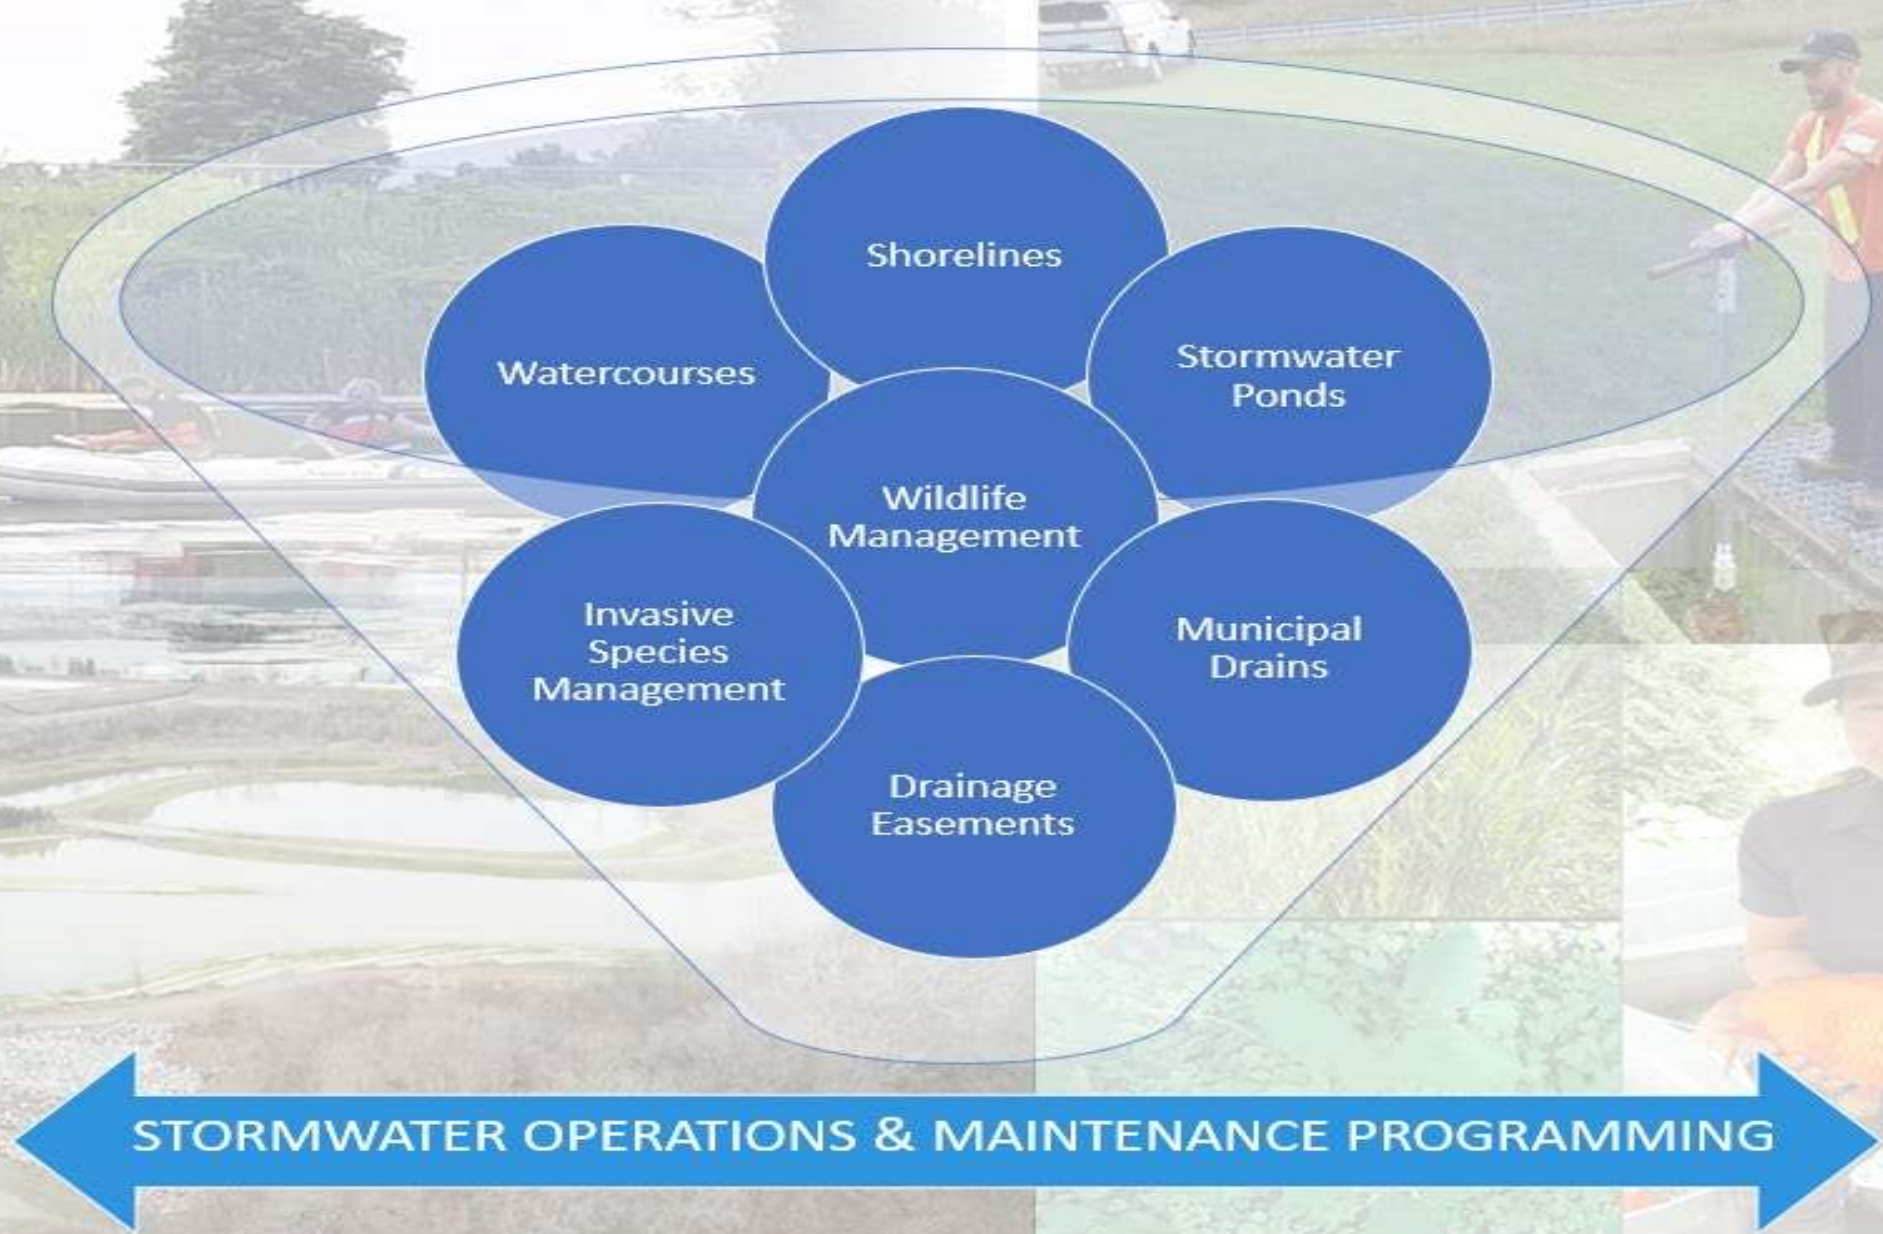 Shorelines
Watercourses
Stormwater
Ponds
Wildlife
Management
Invasive
Species
Management
Municipal
Drains
Drainage
Easements
STORMWATER OPERATIONS & MAINTENANCE PROGRAMMING